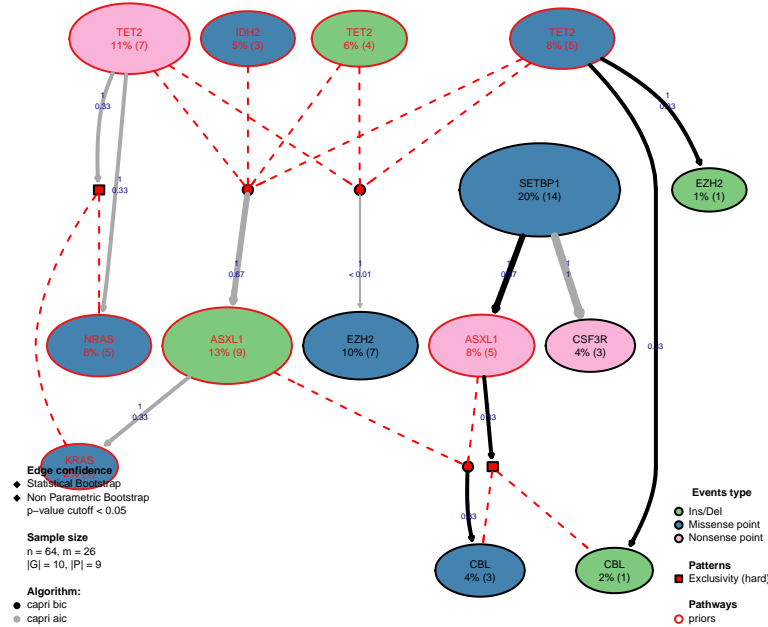 TET2
11% (7)
IDH2
5% (3)
TET2
6% (4)
TET2
8% (5)
1
0.33
1
0.33
1
0.33
SETBP1
20% (14)
EZH2
1% (1)
1
0.67
1
< 0.01
1
1
NRAS
8% (5)
ASXL1
13% (9)
EZH2
10% (7)
ASXL1
8% (5)
CSF3R
4% (3)
0.33
1
0.33
0.33
KRAS
Edge confidence
Statistical Bootstrap
Non Parametric Bootstrap
p−value cutoff < 0.05
Sample size
n = 64, m = 26
|G| = 10, |P| = 9
Algorithm:
capri bic
capri aic
0.33
CBL
4% (3)
CBL
2% (1)
Events type
Ins/Del
Missense point
Nonsense point
Patterns
Exclusivity (hard)
Pathways
priors